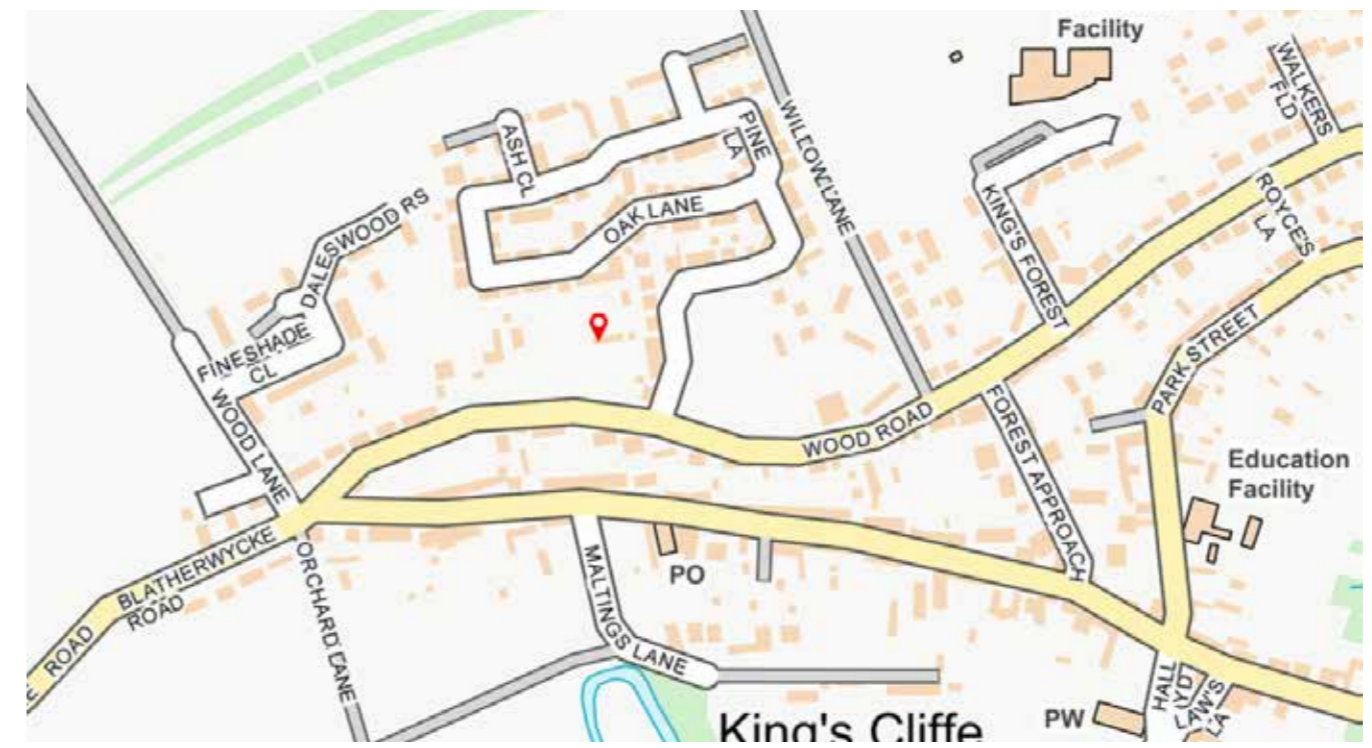 Facility
WALKERS
FLD
PINE
LA
WILLOW LANE
ASH CL
OAK LANE
KING'S FOREST
ROYCE'S
LA
DALESWOOD RS
FINESHADE
CL
WOOD LANE
PARK STREET
WOOD ROAD
FOREST APPROACH
Education
Facility
BLATHERWYCKE
ROAD
ROAD
ORCHARD LANE
MALTINGS LANE
PO
HALL
YD
LA
King's Cliffe
PW